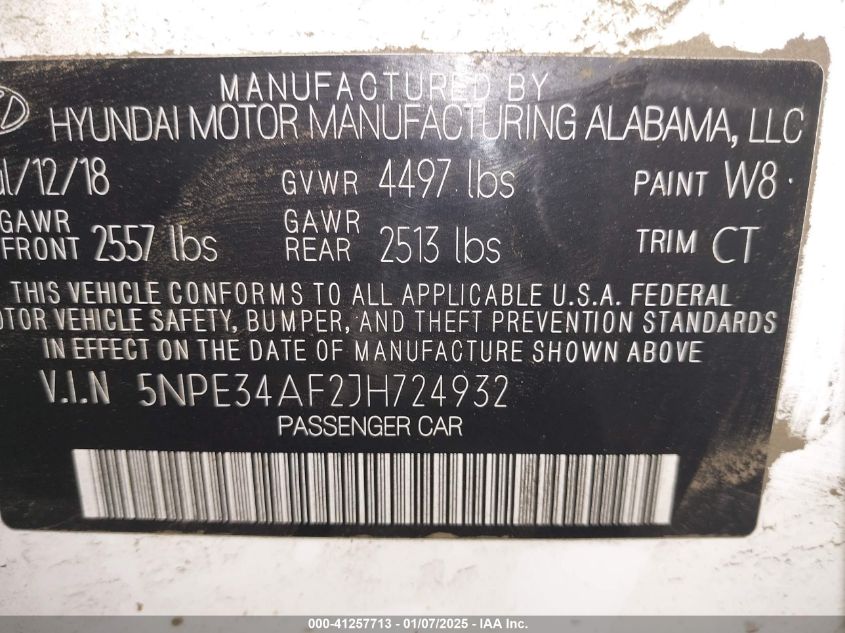 MANUFACTURED BY
HYUNDAI MOTOR MANUFACTURING ALABAMA, LLC
/12/18 GVWR 4497 lbs PAINT W8
GAWR FRONT 2557 lbs GAWR REAR 2513 lbs TRIM CT
THIS VEHICLE CONFORMS TO ALL APPLICABLE U.S.A. FEDERAL
OTOR VEHICLE SAFETY, BUMPER, AND THEFT PREVENTION STANDARDS
IN EFFECT ON THE DATE OF MANUFACTURE SHOWN ABOVE
V.I.N 5NPE34AF2JH724932
PASSENGER CAR
000-41257713 - 01/07/2025 - IAA Inc.